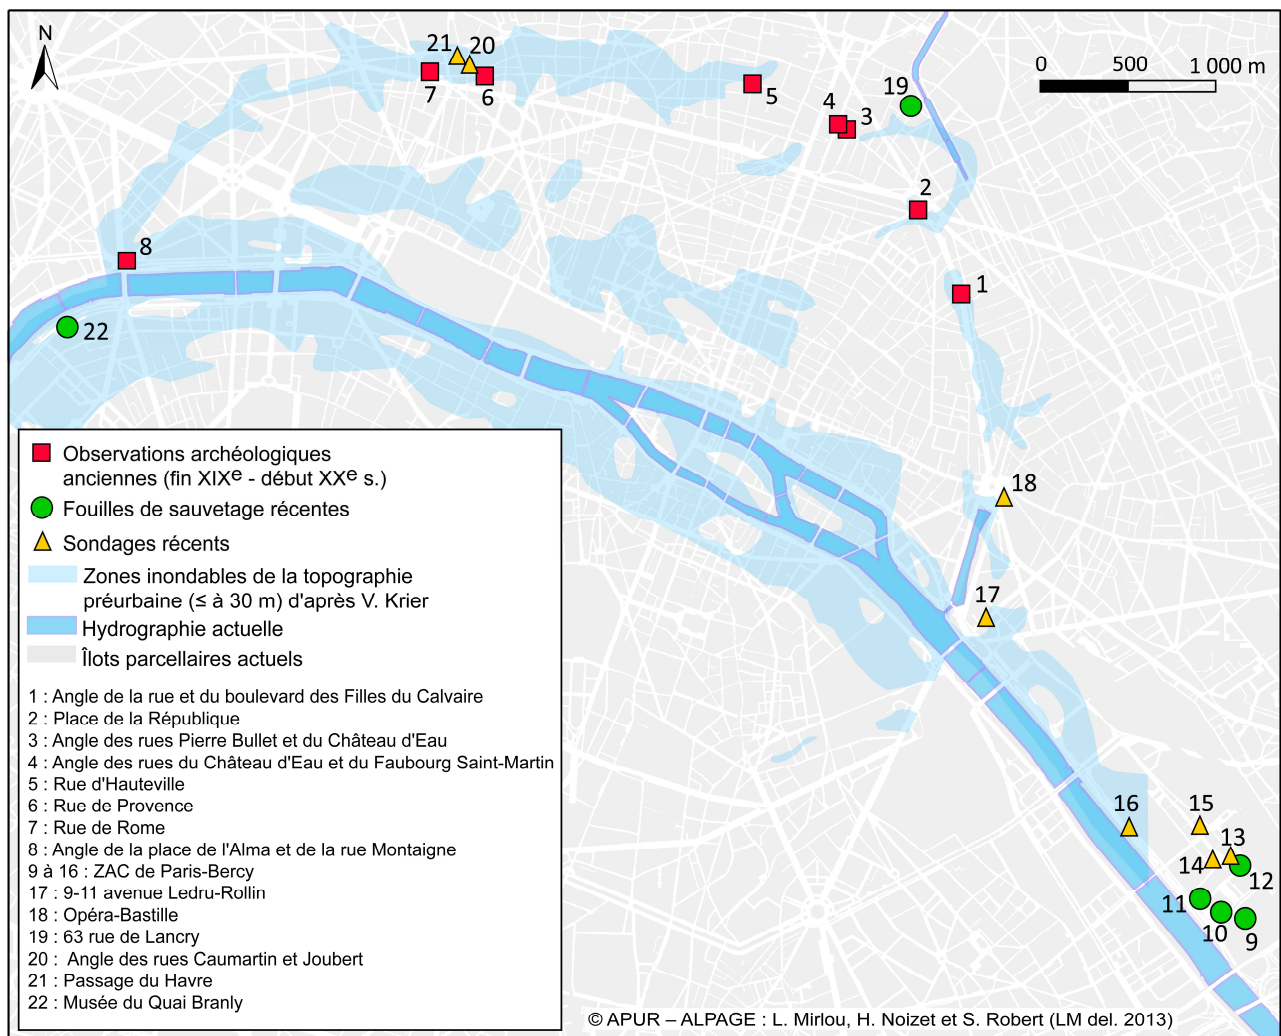 N
21
20
7
6
5
4
3
19
0
500
1 000 m
2
8
1
22
18
17
16
15
13
14
12
11
10
9
Observations archéologiques
anciennes (fin XIXe - début XXe s.)
Fouilles de sauvetage récentes
Sondages récents
Zones inondables de la topographie
préurbaine (≤ à 30 m) d'après V. Krier
Hydrographie actuelle
Îlots parcellaires actuels
1 : Angle de la rue et du boulevard des Filles du Calvaire
2 : Place de la République
3 : Angle des rues Pierre Bullet et du Château d'Eau
4 : Angle des rues du Château d'Eau et du Faubourg Saint-Martin
5 : Rue d'Hauteville
6 : Rue de Provence
7 : Rue de Rome
8 : Angle de la place de l'Alma et de la rue Montaigne
9 à 16 : ZAC de Paris-Bercy
17 : 9-11 avenue Ledru-Rollin
18 : Opéra-Bastille
19 : 63 rue de Lancry
20 : Angle des rues Caumartin et Joubert
21 : Passage du Havre
22 : Musée du Quai Branly
© APUR – ALPAGE : L. Mirlou, H. Noizet et S. Robert (LM del. 2013)